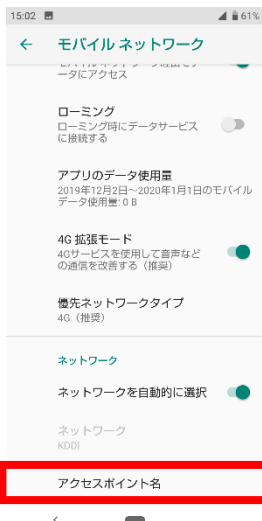 15:02
61%
モバイル ネットワーク
ータにアクセス
ローミング
ローミング時にデータサービス
に接続する
アプリのデータ使用量
2019年12月2日～2020年1月1日のモバイル
データ使用量: 0 B
4G 拡張モード
4Gサービスを使用して音声など
の通信を改善する（推奨）
優先ネットワークタイプ
4G（推奨）
ネットワーク
ネットワークを自動的に選択
ネットワーク
KDDI
アクセスポイント名